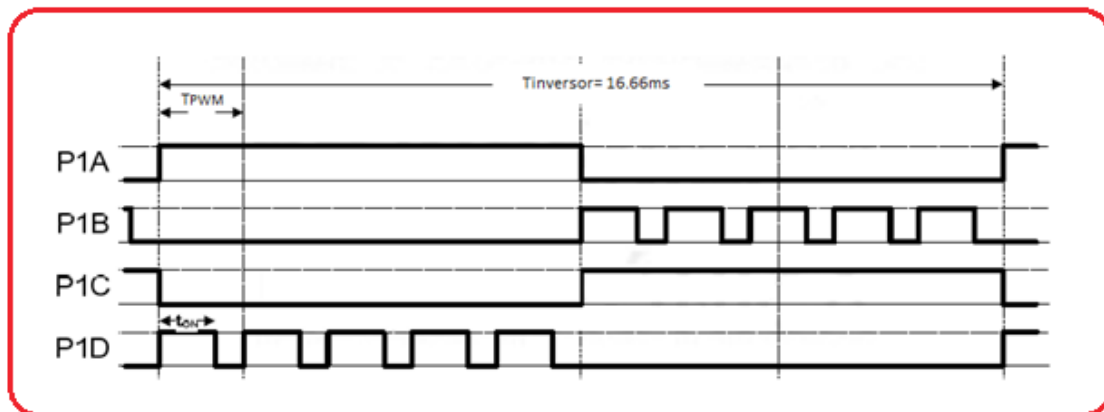 Tinversor= 16.66ms
TPWM
P1A
P1B
P1C
tON
P1D